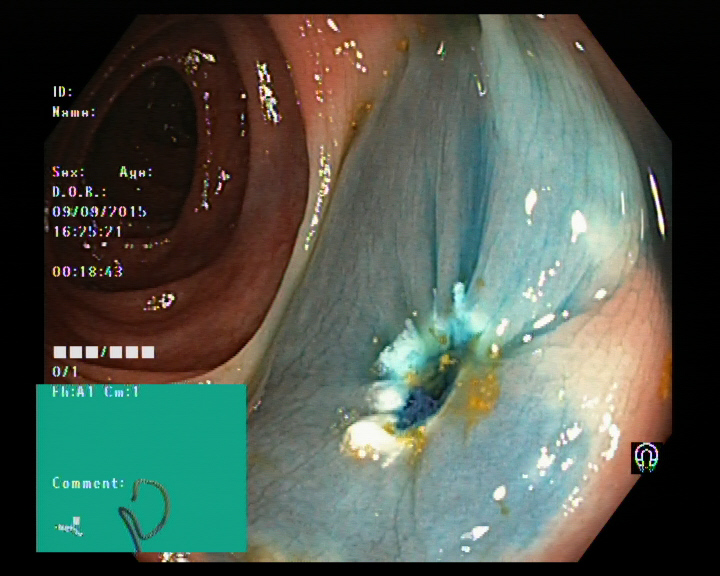 ID:
Name:
Sex: Age:
D.O.B.:
09/09/2015
16:25:21
00:18:43
■■■/■■■
0/1
Eh:A1 Cm:1
Comment: